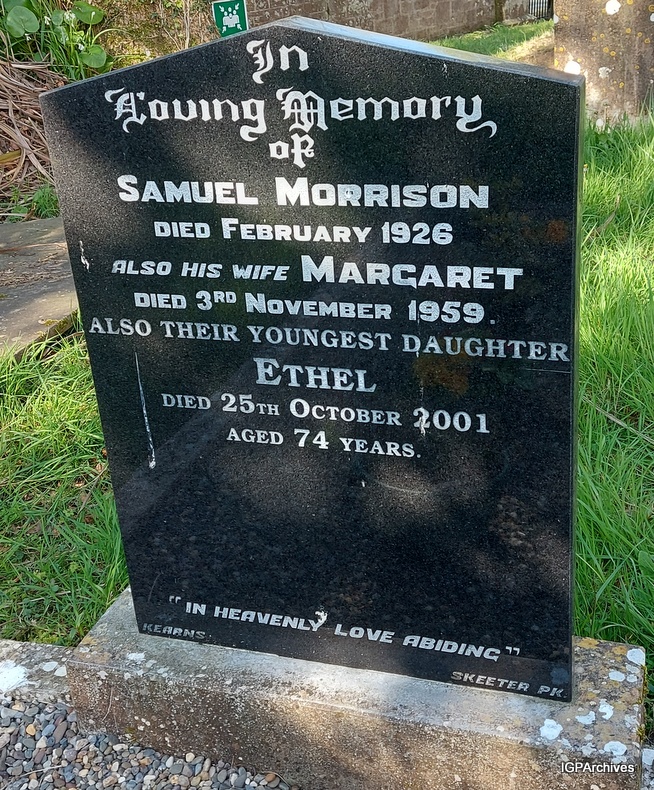 In
Loving Memory
of
SAMUEL MORRISON
DIED FEBRUARY 1926
ALSO HIS WIFE MARGARET
DIED 3RD NOVEMBER 1959.
ALSO THEIR YOUNGEST DAUGHTER
ETHEL
DIED 25TH OCTOBER 2001
AGED 74 YEARS.
"IN HEAVENLY LOVE ABIDING"
KEARNS.
SKEETER PK.
IGPArchives